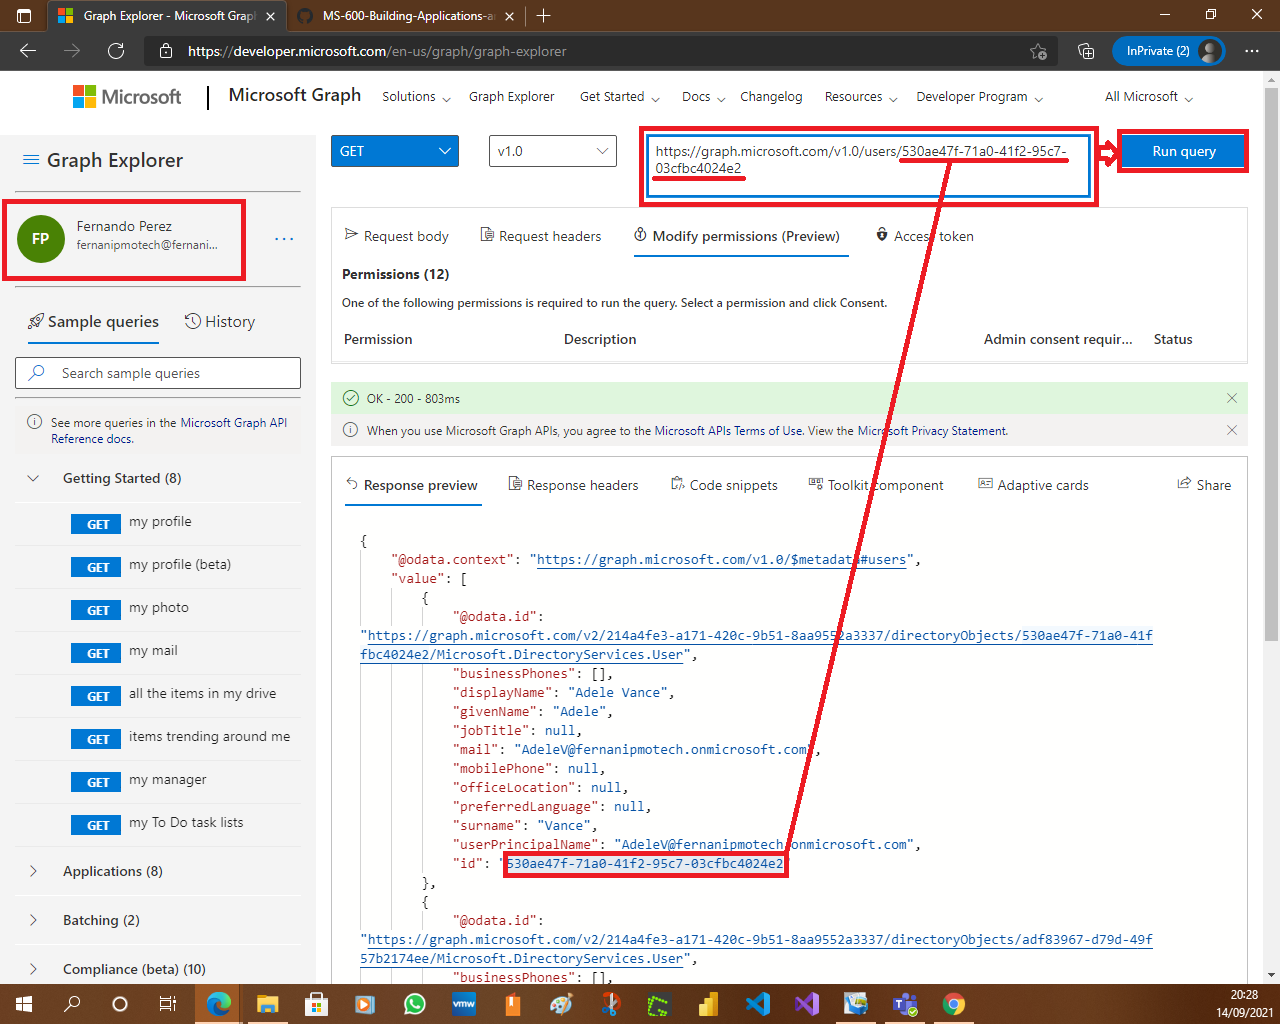 Graph Explorer - Microsoft Graph
MS-600-Building-Applications-a
https://developer.microsoft.com/en-us/graph/graph-explorer
InPrivate (2)
Microsoft
Microsoft Graph
Solutions
Graph Explorer
Get Started
Docs
Changelog
Resources
Developer Program
All Microsoft
Graph Explorer
GET
v1.0
https://graph.microsoft.com/v1.0/users/530ae47f-71a0-41f2-95c7-
03cfbc4024e2
Run query
FP
Fernando Perez
fernanipmotech@fernani...
Request body
Request headers
Modify permissions (Preview)
Access token
Permissions (12)
One of the following permissions is required to run the query. Select a permission and click Consent.
Permission
Description
Admin consent requir...
Status
Sample queries
History
Search sample queries
See more queries in the Microsoft Graph API
Reference docs.
OK - 200 - 803ms
When you use Microsoft Graph APIs, you agree to the Microsoft APIs Terms of Use. View the Microsoft Privacy Statement.
Getting Started (8)
GET my profile
GET my profile (beta)
GET my photo
GET my mail
GET all the items in my drive
GET items trending around me
GET my manager
GET my To Do task lists
Applications (8)
Batching (2)
Compliance (beta) (10)
Response preview
Response headers
Code snippets
Toolkit component
Adaptive cards
Share
{
"@odata.context": "https://graph.microsoft.com/v1.0/$metadata#users",
"value": [
{
"@odata.id":
"https://graph.microsoft.com/v2/214a4fe3-a171-420c-9b51-8aa9552a3337/directoryObjects/530ae47f-71a0-41f
fbc4024e2/Microsoft.DirectoryServices.User",
"businessPhones": [],
"displayName": "Adele Vance",
"givenName": "Adele",
"jobTitle": null,
"mail": "AdeleV@fernanipmotech.onmicrosoft.com",
"mobilePhone": null,
"officeLocation": null,
"preferredLanguage": null,
"surname": "Vance",
"userPrincipalName": "AdeleV@fernanipmotech.onmicrosoft.com",
"id": "530ae47f-71a0-41f2-95c7-03cfbc4024e2"
},
{
"@odata.id":
"https://graph.microsoft.com/v2/214a4fe3-a171-420c-9b51-8aa9552a3337/directoryObjects/adf83967-d79d-49f
57b2174ee/Microsoft.DirectoryServices.User",
"businessPhones": [],
vmw
20:28
14/09/2021